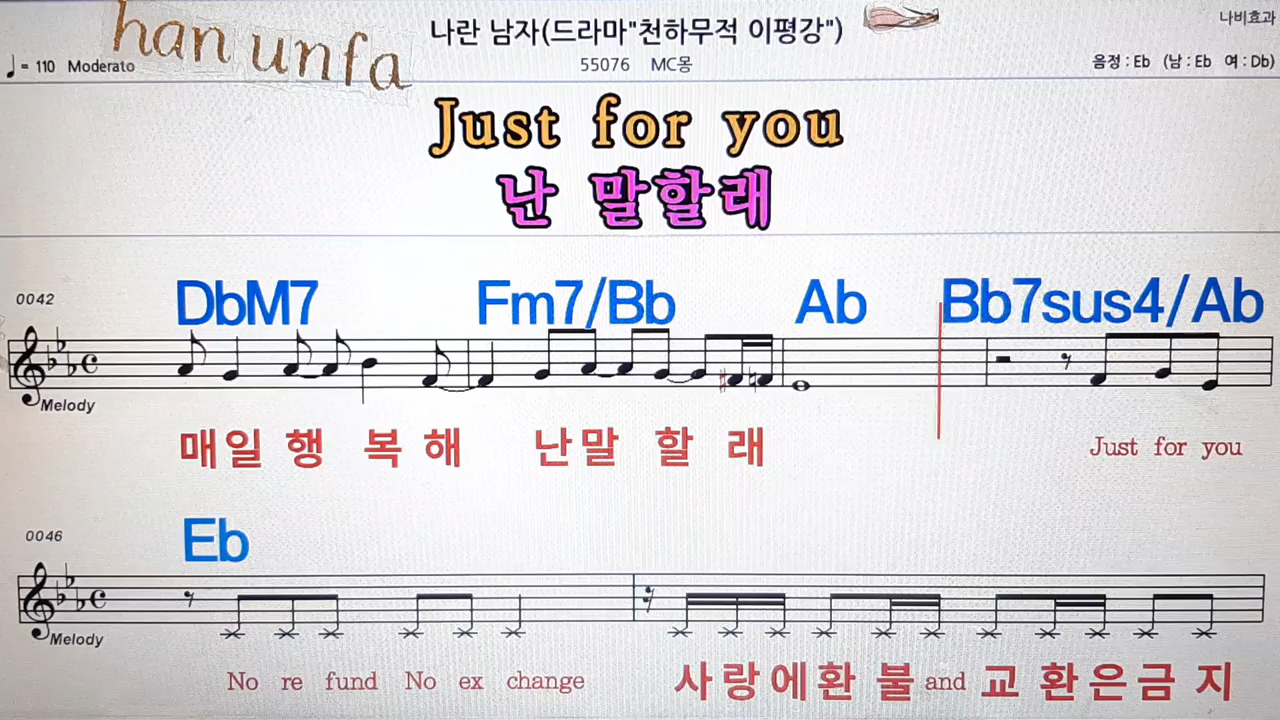 han unfa
나란 남자(드라마"천하무적 이평강")
나비효과
♩= 110 Moderato
55076 MC몽
음정 : Eb (남 : Eb 여 : Db)
Just for you
난 말할래
DbM7 Fm7/Bb Ab Bb7sus4/Ab
0042
Melody
매일 행 복 해 난말 할 래 Just for you
Eb
0046
Melody
No re fund No ex change 사랑에환 불 and 교 환은금 지